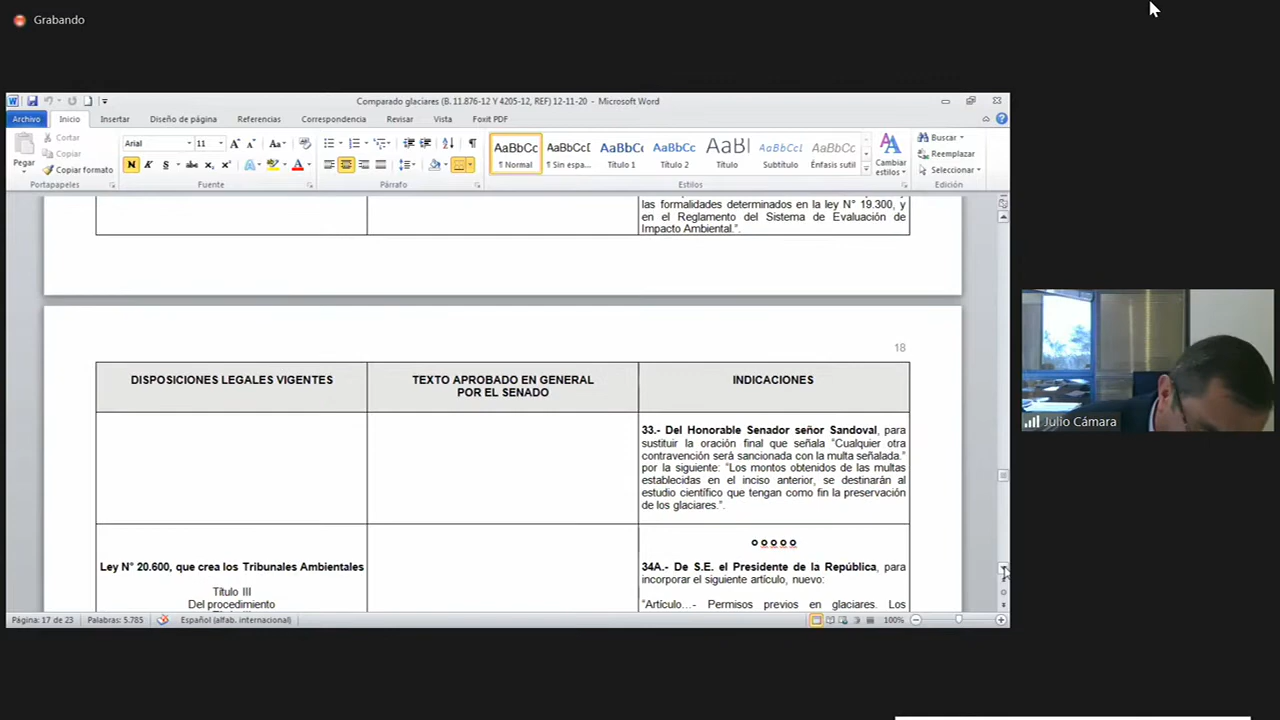 Grabando
Comparado glaciares (B. 11.876-12 Y 4205-12, REF) 12-11-20 - Microsoft Word
Archivo Inicio Insertar Diseño de página Referencias Correspondencia Revisar Vista Foxit PDF
Pegar
Cortar
Copiar
Copiar formato
Portapapeles
Arial 11
Fuente
Párrafo
AaBbCc AaBbCcI AaBbCc AaBbCc AaBI AaBbCcI AaBbCcI
¶ Normal ¶ Sin espa... Título 1 Título 2 Título Subtítulo Énfasis sutil
Estilos
Cambiar
estilos
Buscar
Reemplazar
Seleccionar
Edición
las formalidades determinados en la ley N° 19.300, y
en el Reglamento del Sistema de Evaluación de
Impacto Ambiental.”.
18
DISPOSICIONES LEGALES VIGENTES
TEXTO APROBADO EN GENERAL
POR EL SENADO
INDICACIONES
33.- Del Honorable Senador señor Sandoval, para
sustituir la oración final que señala “Cualquier otra
contravención será sancionada con la multa señalada.”
por la siguiente: “Los montos obtenidos de las multas
establecidas en el inciso anterior, se destinarán al
estudio científico que tengan como fin la preservación
de los glaciares.”.
Ley N° 20.600, que crea los Tribunales Ambientales
Título III
Del procedimiento
o o o o o
34A.- De S.E. el Presidente de la República, para
incorporar el siguiente artículo, nuevo:
“Artículo...- Permisos previos en glaciares. Los
Julio Cámara
Página: 17 de 23 Palabras: 5.785 Español (alfab. internacional) 100%